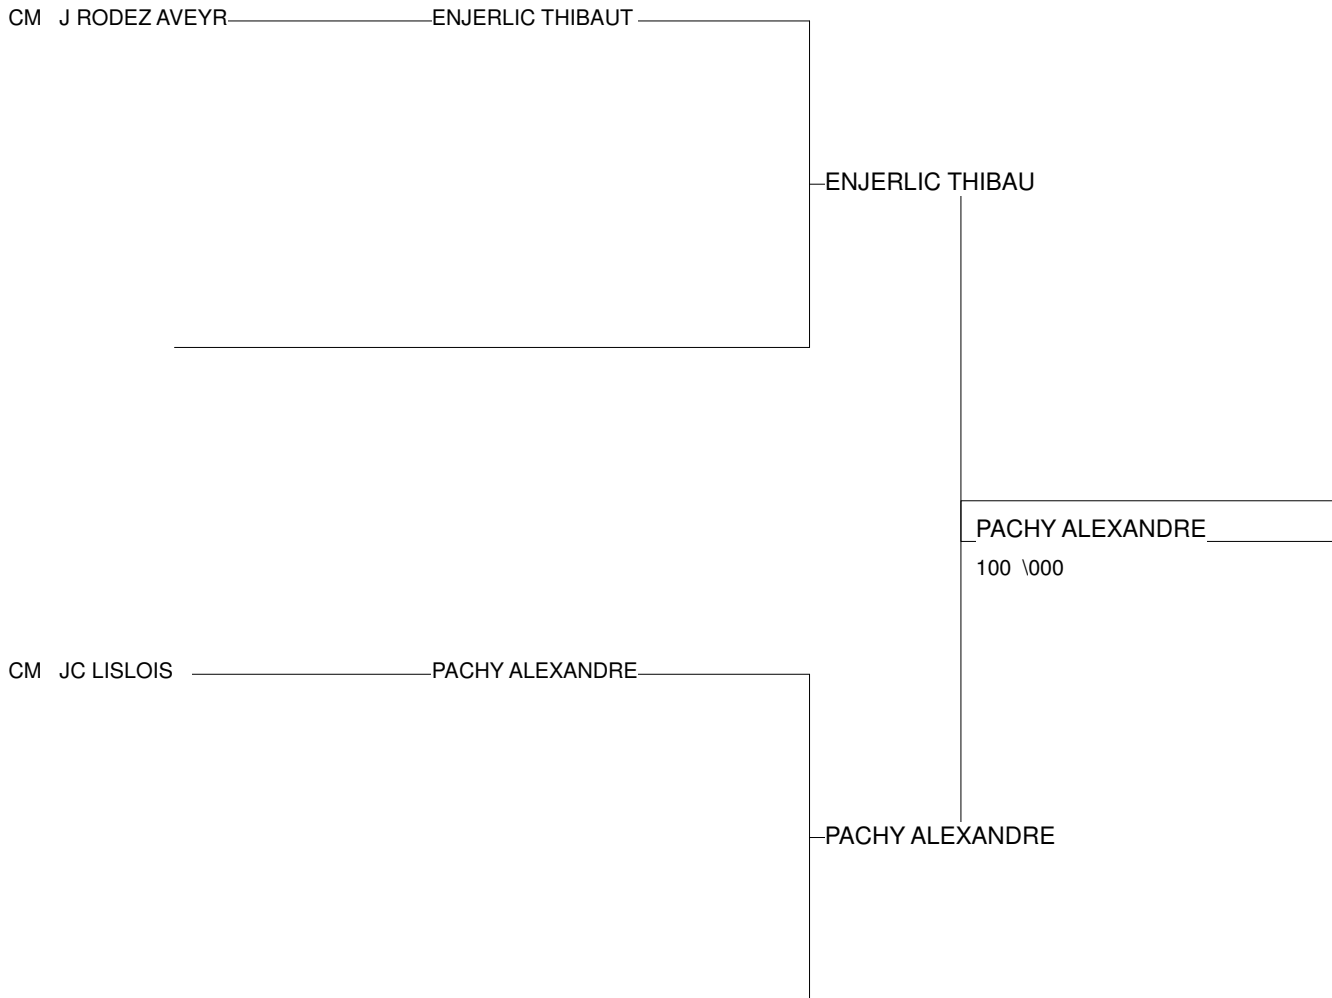 CM J RODEZ AVEYR ENJERLIC THIBAUT
ENJERLIC THIBAU
PACHY ALEXANDRE
100 \000
CM JC LISLOIS PACHY ALEXANDRE
PACHY ALEXANDRE